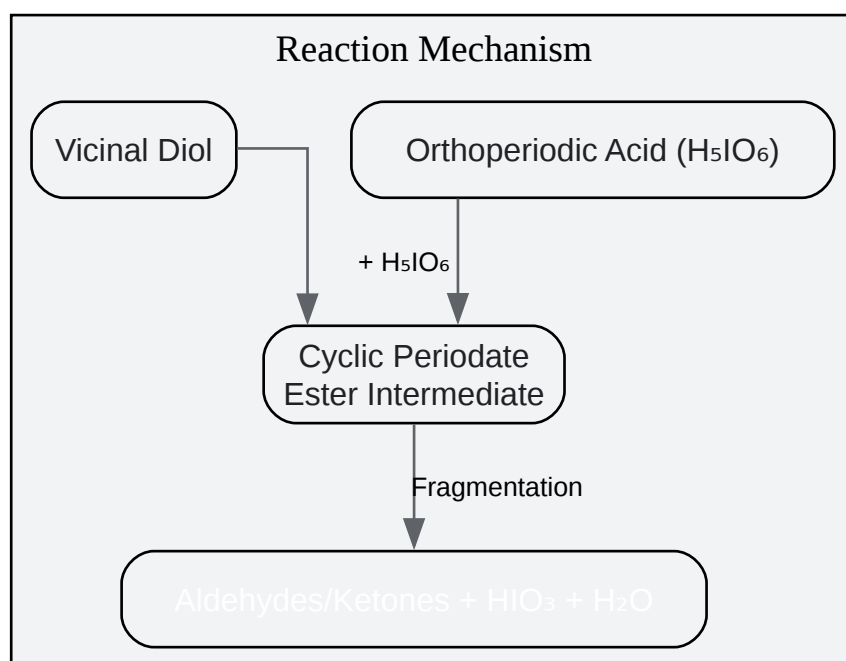 Reaction Mechanism
Vicinal Diol
Orthoperiodic Acid (H₅IO₆)
+ H₅IO₆
Cyclic Periodate
Ester Intermediate
Fragmentation
Aldehydes/Ketones + HIO₃ + H₂O